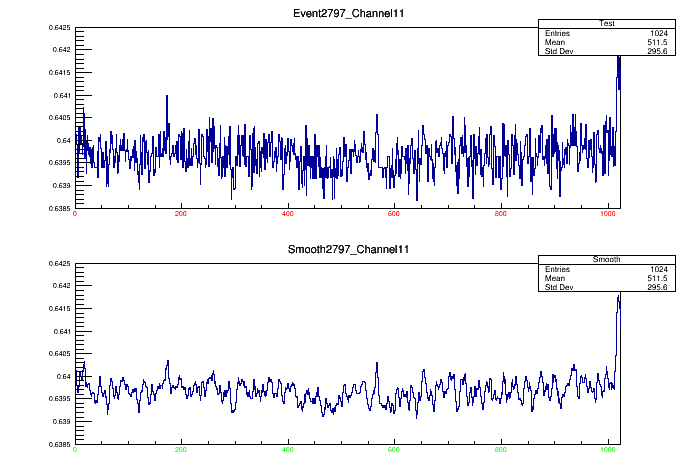 Event2797_Channel11
Test
Entries 1024
Mean 511.5
Std Dev 295.6
0.6425
0.642
0.6415
0.641
0.6405
0.64
0.6395
0.639
0.6385
0 200 400 600 800 1000
Smooth2797_Channel11
Smooth
Entries 1024
Mean 511.5
Std Dev 295.6
0.6425
0.642
0.6415
0.641
0.6405
0.64
0.6395
0.639
0.6385
0 200 400 600 800 1000